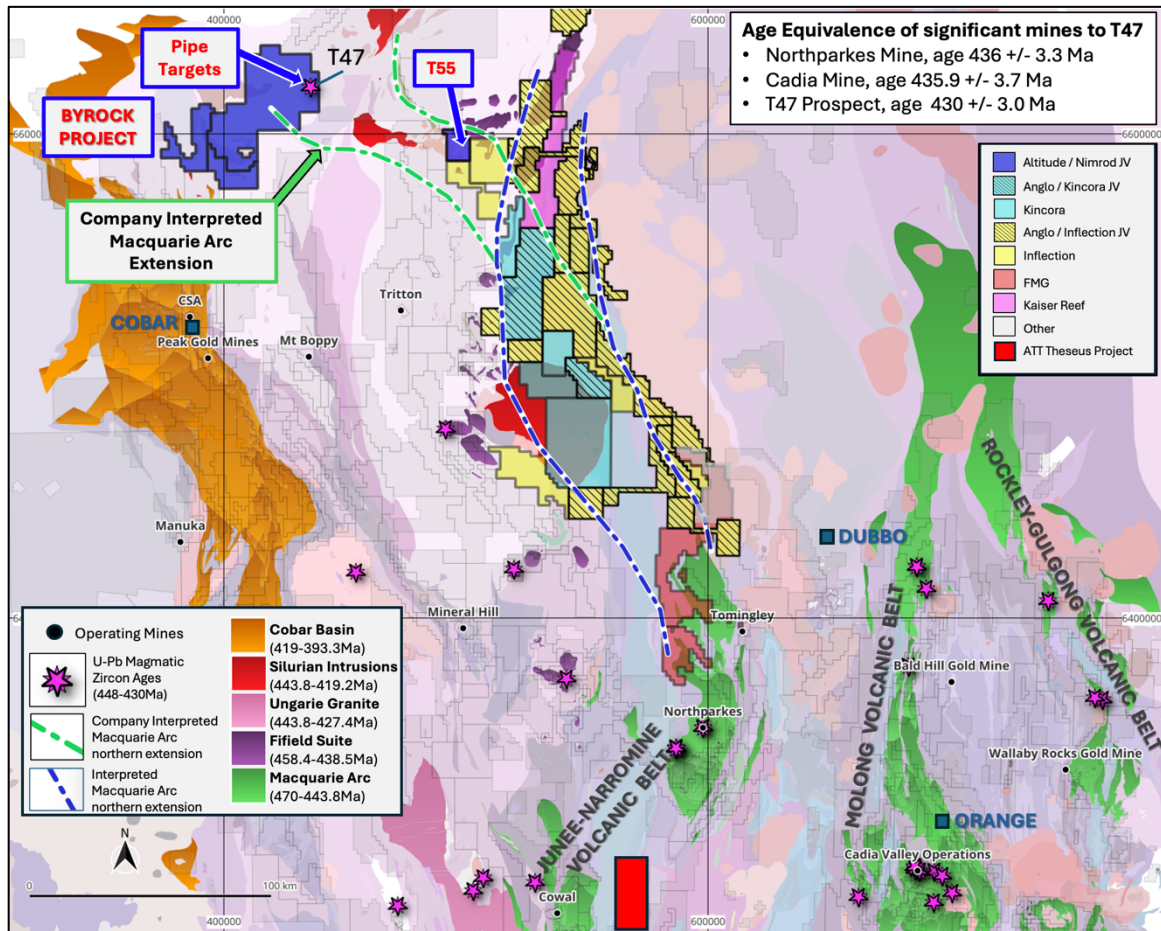 400000
600000
Pipe
Targets
T47
T55
BYROCK
PROJECT
Age Equivalence of significant mines to T47
• Northparkes Mine, age 436 +/- 3.3 Ma
• Cadia Mine, age 435.9 +/- 3.7 Ma
• T47 Prospect, age 430 +/- 3.0 Ma
6600000
Altitude / Nimrod JV
Anglo / Kincora JV
Kincora
Anglo / Inflection JV
Inflection
FMG
Kaiser Reef
Other
ATT Theseus Project
Company Interpreted
Macquarie Arc
Extension
CSA
COBAR
Peak Gold Mines
Mt Boppy
Tritton
Manuka
DUBBO
ROCKLEY-GULGONG VOLCANIC BELT
MOLONG VOLCANIC BELT
Mineral Hill
Tomingley
6400000
Bald Hill Gold Mine
Northparkes
Wallaby Rocks Gold Mine
JUNEE-NARROMINE
VOLCANIC BELT
ORANGE
Cadia Valley Operations
Cowal
Operating Mines
U-Pb Magmatic
Zircon Ages
(448-430Ma)
Company Interpreted
Macquarie Arc
northern extension
Interpreted
Macquarie Arc
northern extension
Cobar Basin
(419-393.3Ma)
Silurian Intrusions
(443.8-419.2Ma)
Ungarie Granite
(443.8-427.4Ma)
Fifield Suite
(458.4-438.5Ma)
Macquarie Arc
(470-443.8Ma)
N
0
100 km
400000
600000